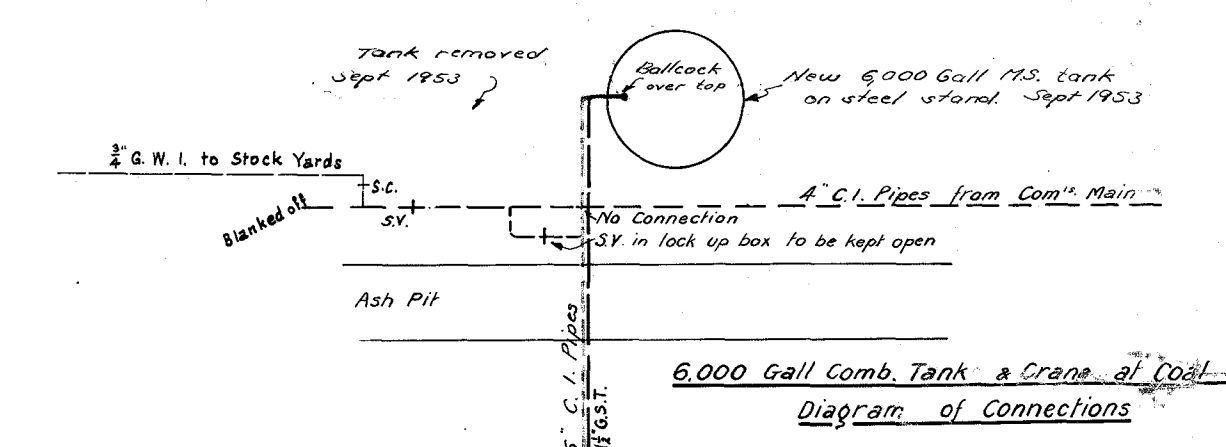 Tank removed
Sept 1953
Ballcock
over top
New 6,000 Gall M.S. tank
on steel stand. Sept 1953
3/4" G. W. I. to Stock Yards
S.C.
Blanked off
S.V.
4" C.I. Pipes from Com's. Main
No Connection
S.V. in lock up box to be kept open
Ash Pit
C. I. Pipes
G.S.T.
6,000 Gall Comb. Tank & Crane at Coal
Diagram of Connections